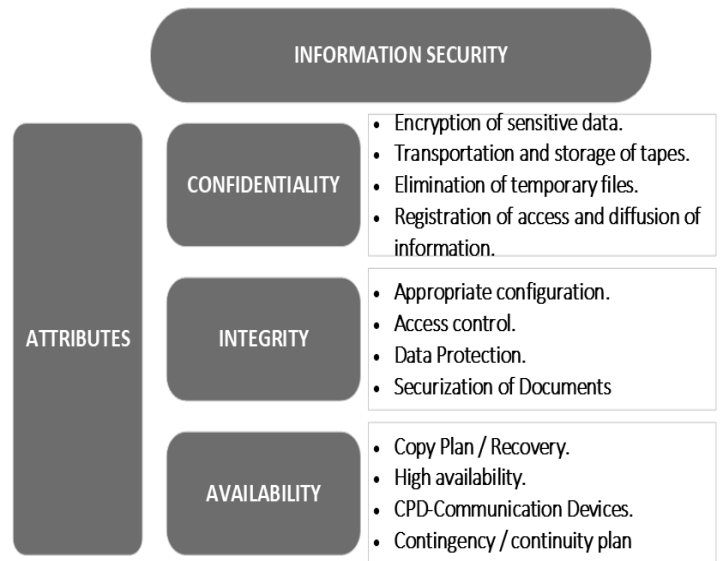 INFORMATION SECURITY
ATTRIBUTES
CONFIDENTIALITY
• Encryption of sensitive data.
• Transportation and storage of tapes.
• Elimination of temporary files.
• Registration of access and diffusion of
information.
INTEGRITY
• Appropriate configuration.
• Access control.
• Data Protection.
• Securization of Documents
AVAILABILITY
• Copy Plan / Recovery.
• High availability.
• CPD-Communication Devices.
• Contingency / continuity plan